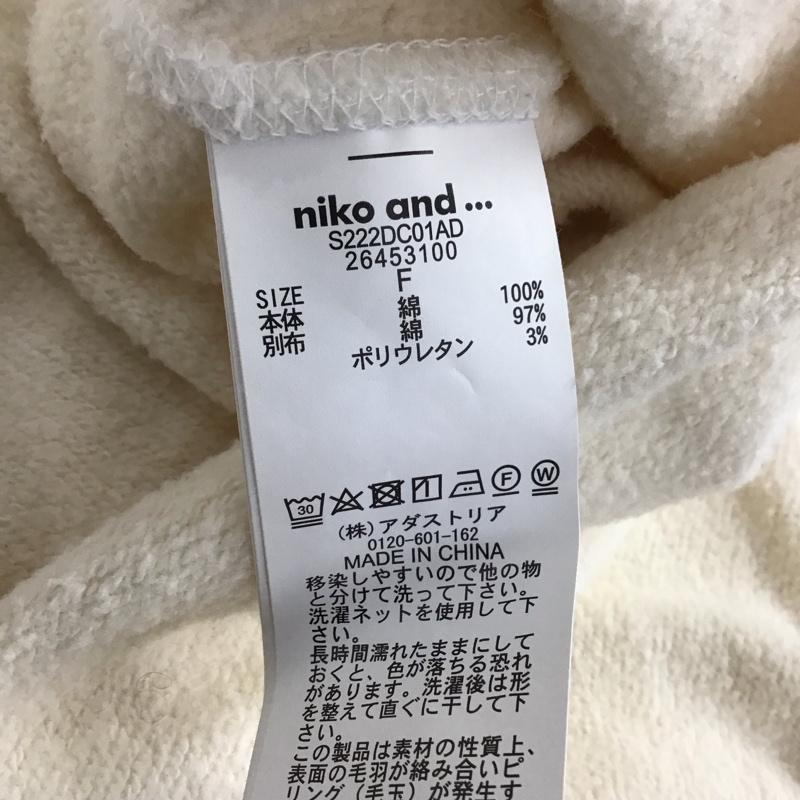 niko and ...
S222DC01AD
26453100
SIZE F
本体 綿 100%
別布 綿 97%
ポリウレタン 3%
30 F W
(株)アダストリア
0120-601-162
MADE IN CHINA
移染しやすいので他の物
と分けて洗って下さい。
洗濯ネットを使用して下
さい。
長時間濡れたままにして
おくと、色が落ちる恐れ
があります。洗濯後は形
を整えて直ぐに干して下
さい。
この製品は素材の性質上、
表面の毛羽が絡み合いピ
リング(毛玉)が発生す